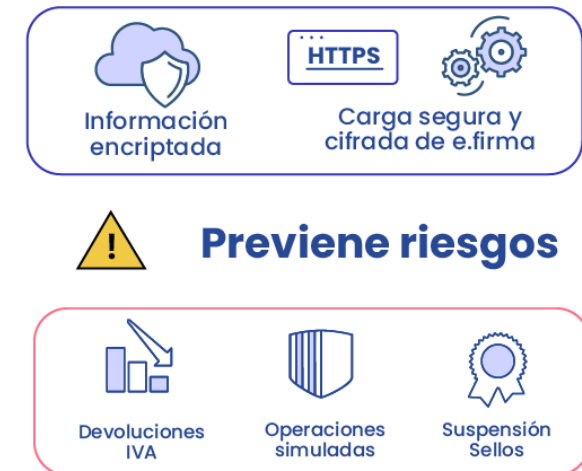 HTTPS
Información
encriptada
Carga segura y
cifrada de e.firma
!
Previene riesgos
Devoluciones
IVA
Operaciones
simuladas
Suspensión
Sellos